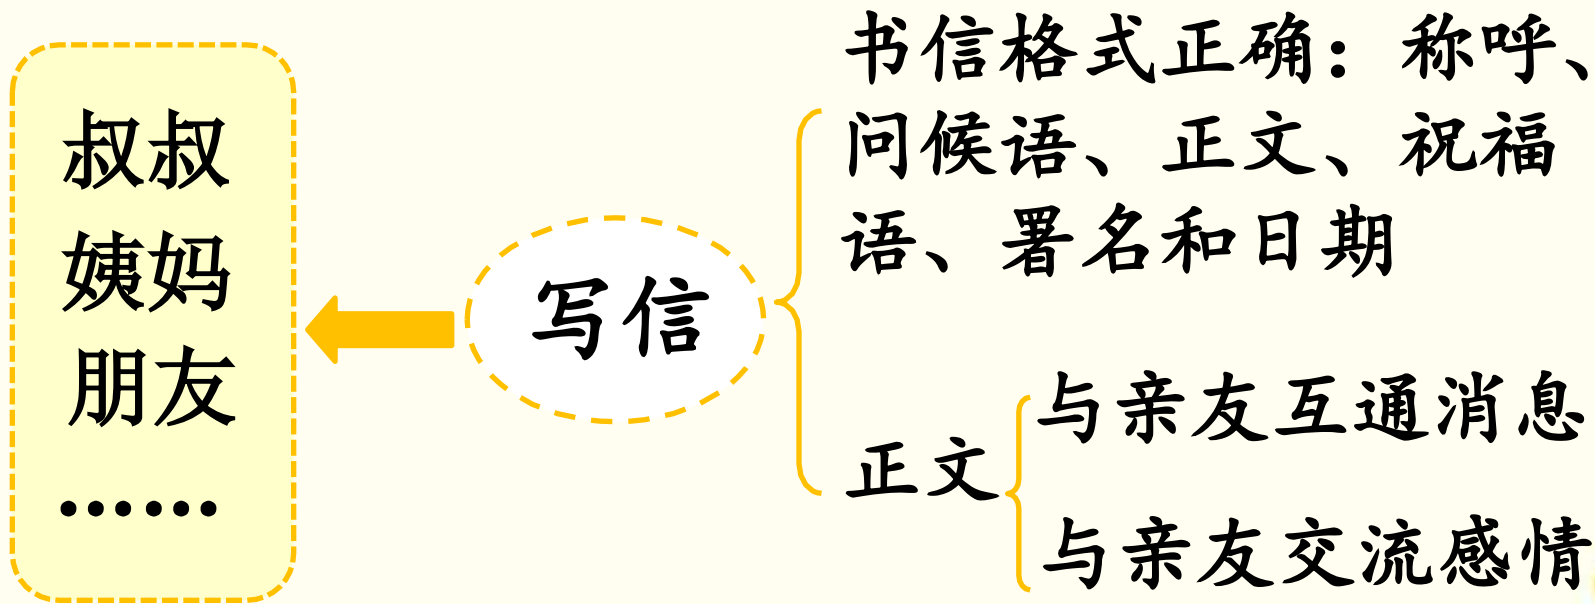 叔叔
姨妈
朋友
……
写信
书信格式正确：称呼、
问候语、正文、祝福
语、署名和日期
正文
与亲友互通消息
与亲友交流感情